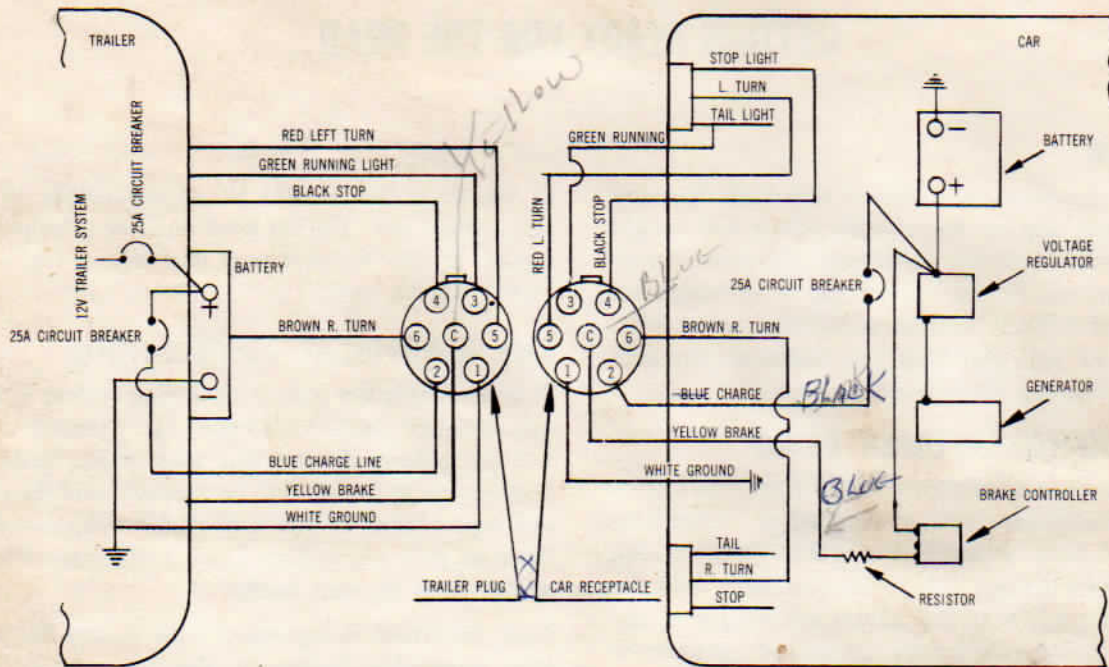 TRAILER
CAR
STOP LIGHT
L. TURN
TAIL LIGHT
YELLOW
RED LEFT TURN
GREEN RUNNING
GREEN RUNNING LIGHT
BLACK STOP
12V TRAILER SYSTEM
25A CIRCUIT BREAKER
BATTERY
+
-
25A CIRCUIT BREAKER
RED L. TURN
BLACK STOP
BLUE
-
+
BATTERY
VOLTAGE
REGULATOR
25A CIRCUIT BREAKER
GENERATOR
BROWN R. TURN
4 3
6 C 5
2 1
3 4
5 C 6
1 2
BROWN R. TURN
BLUE CHARGE
BLACK
YELLOW BRAKE
WHITE GROUND
BLUE
BLUE CHARGE LINE
YELLOW BRAKE
WHITE GROUND
BRAKE CONTROLLER
RESISTOR
TAIL
R. TURN
STOP
TRAILER PLUG
XX
CAR RECEPTACLE